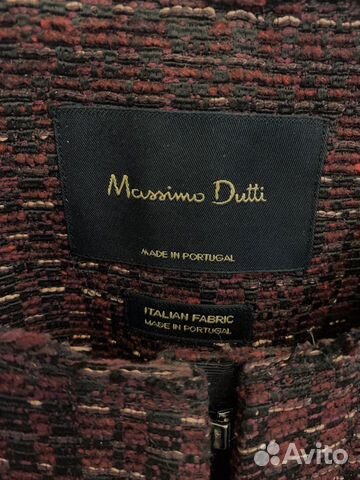 Massimo Dutti
MADE IN PORTUGAL
ITALIAN FABRIC
MADE IN PORTUGAL
Avito